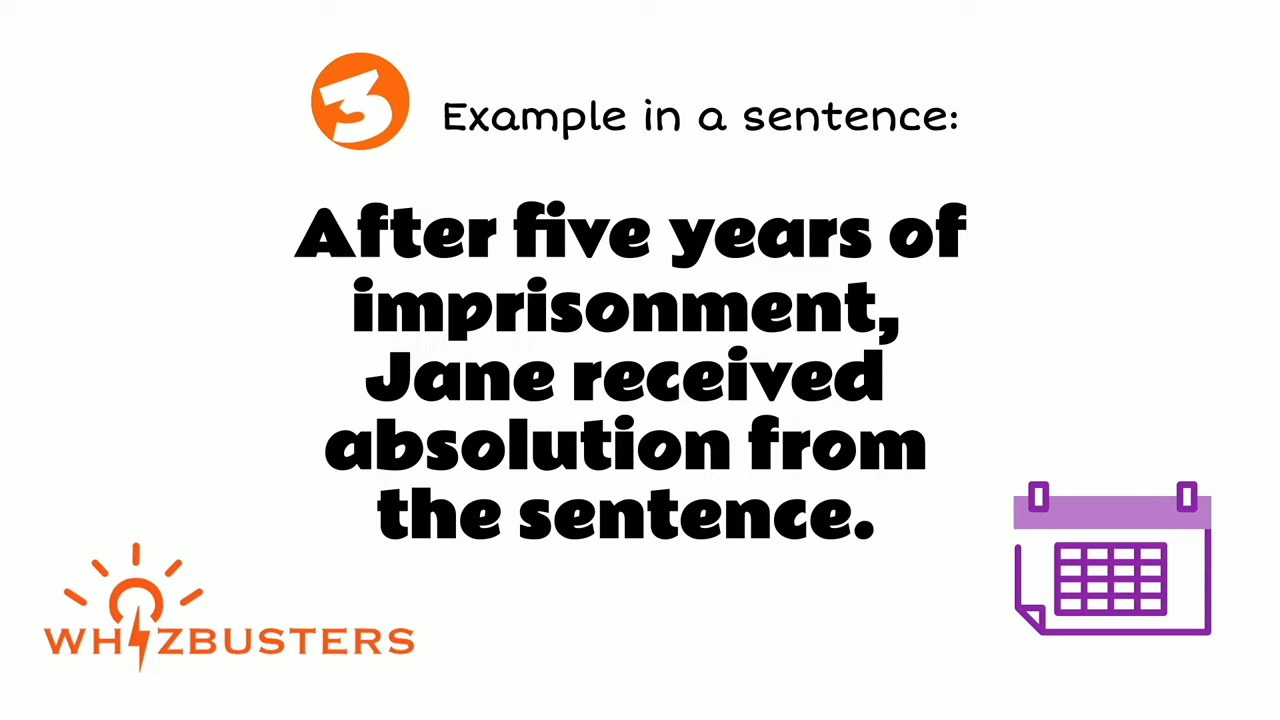 3
Example in a sentence:
After five years of
imprisonment,
Jane received
absolution from
the sentence.
WHIZBUSTERS